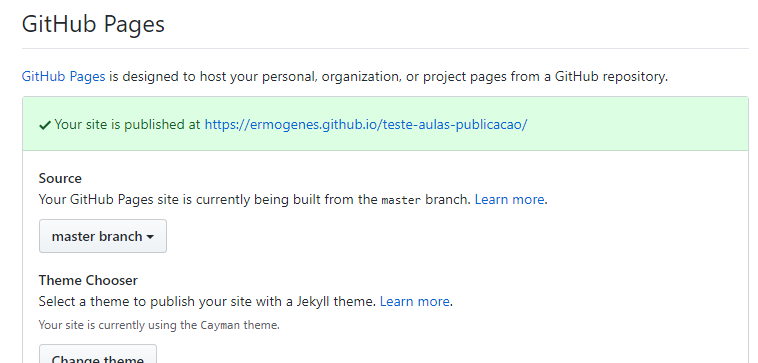 GitHub Pages
GitHub Pages is designed to host your personal, organization, or project pages from a GitHub repository.
✓ Your site is published at https://ermogenes.github.io/teste-aulas-publicacao/
Source
Your GitHub Pages site is currently being built from the master branch. Learn more.
master branch
Theme Chooser
Select a theme to publish your site with a Jekyll theme. Learn more.
Your site is currently using the Cayman theme.
Change theme